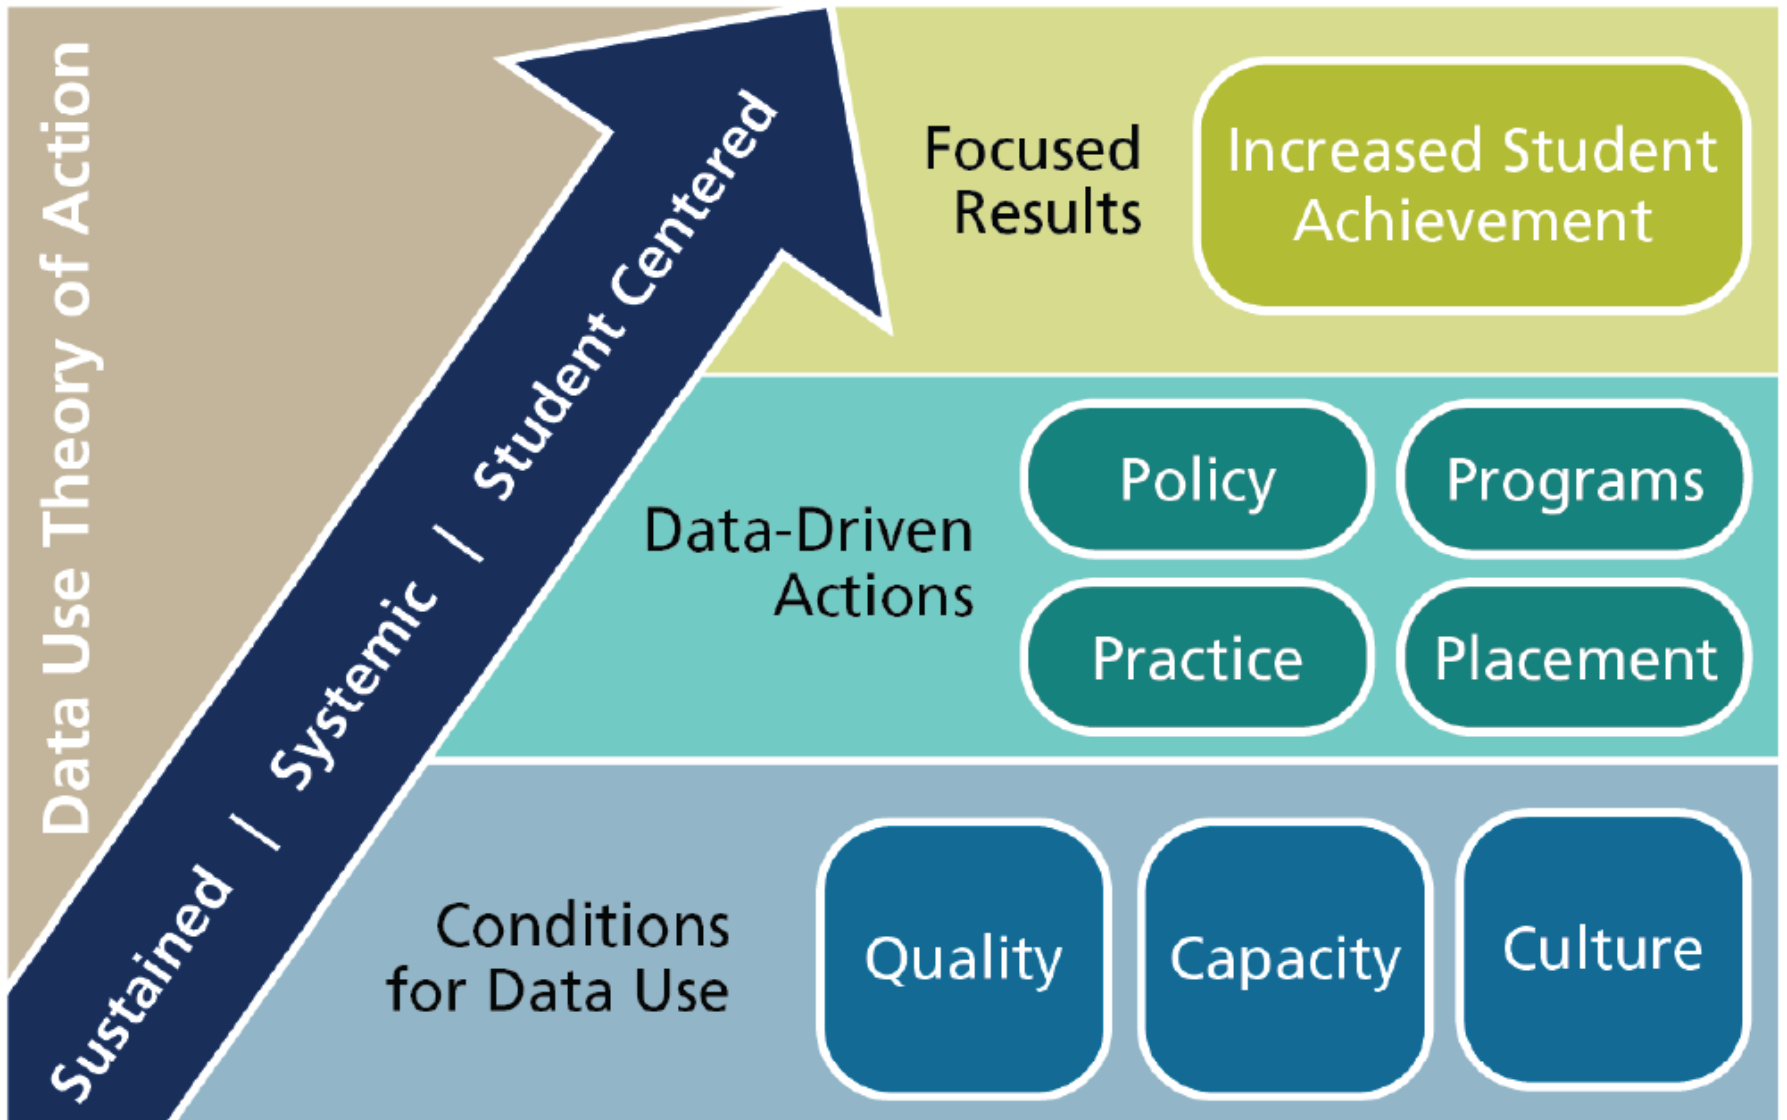 Data Use Theory of Action
Sustained | Systemic | Student Centered
Focused
Results
Increased Student
Achievement
Data-Driven
Actions
Policy
Programs
Practice
Placement
Conditions
for Data Use
Quality
Capacity
Culture